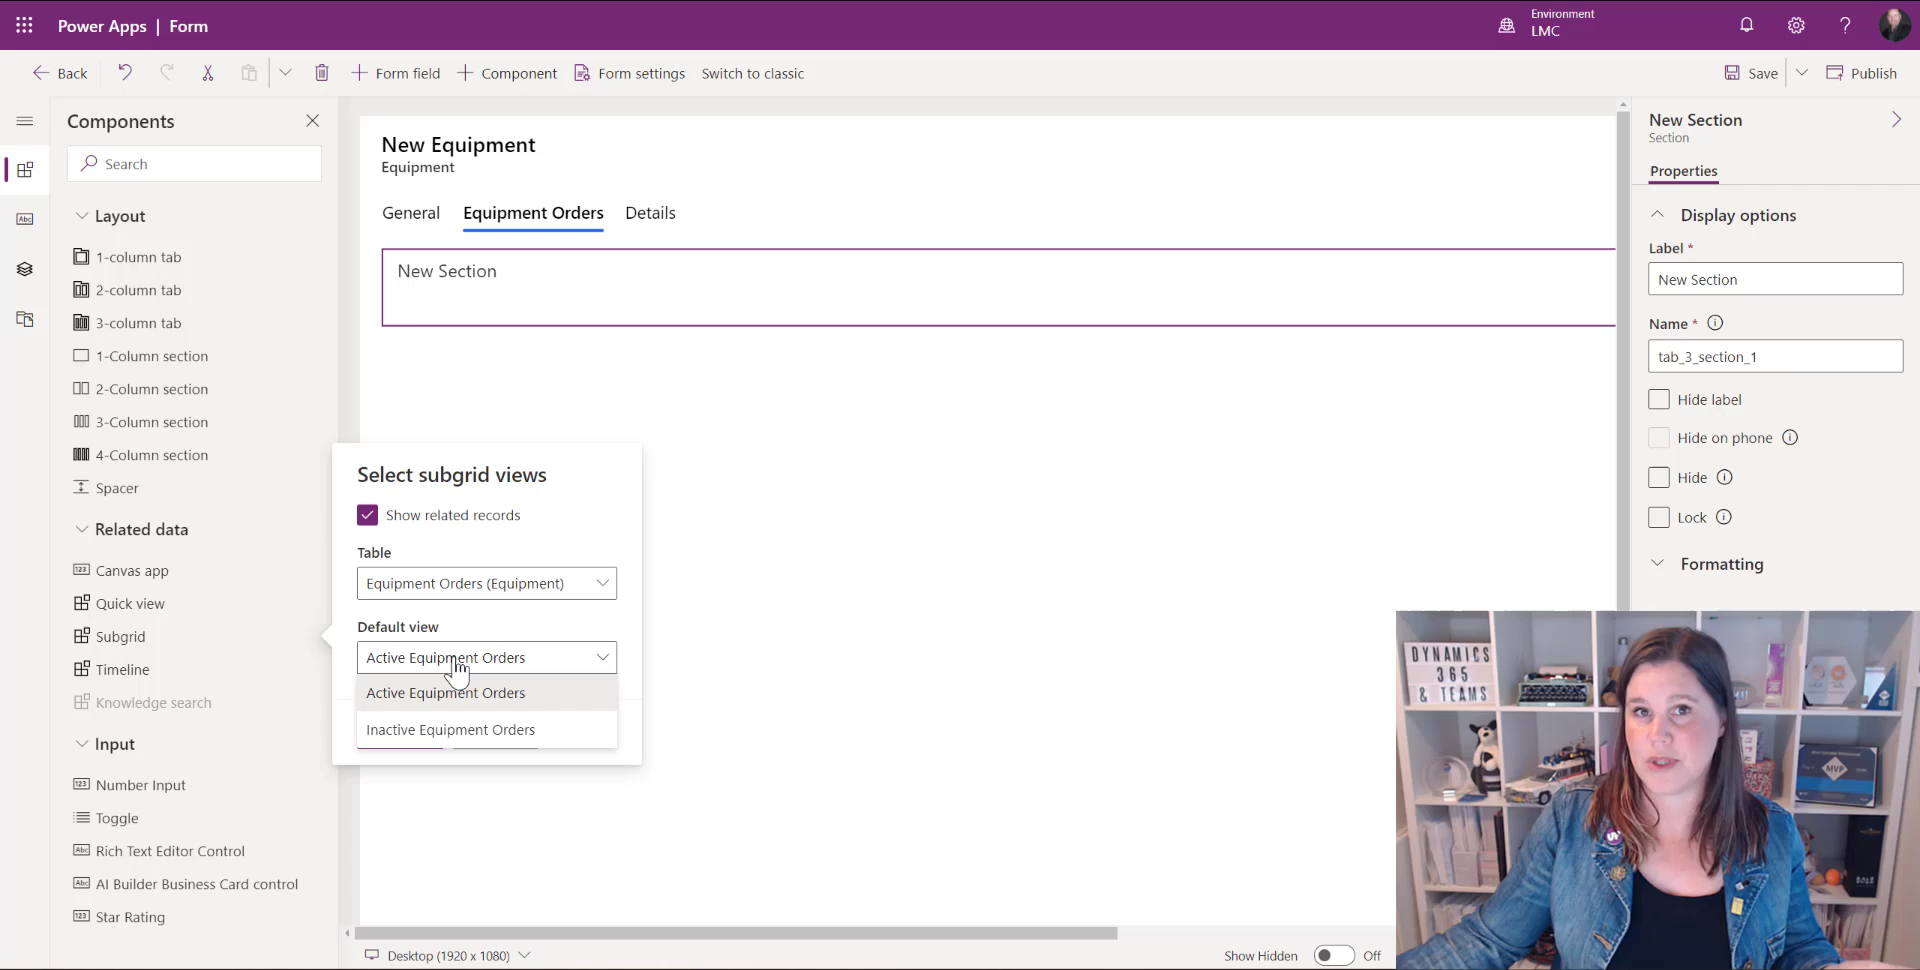 Power Apps | Form
Environment
LMC
?
Back
Form field
Component
Form settings
Switch to classic
Save
Publish
Components
Search
Layout
1-column tab
2-column tab
3-column tab
1-Column section
2-Column section
3-Column section
4-Column section
Spacer
Related data
Canvas app
Quick view
Subgrid
Timeline
Knowledge search
Input
Number Input
Toggle
Rich Text Editor Control
AI Builder Business Card control
Star Rating
New Equipment
Equipment
General
Equipment Orders
Details
New Section
Select subgrid views
Show related records
Table
Equipment Orders (Equipment)
Default view
Active Equipment Orders
Active Equipment Orders
Inactive Equipment Orders
Desktop (1920 x 1080)
Show Hidden
Off
New Section
Section
Properties
Display options
Label *
New Section
Name *
tab_3_section_1
Hide label
Hide on phone
Hide
Lock
Formatting
DYNAMICS
365
& TEAMS
MVP